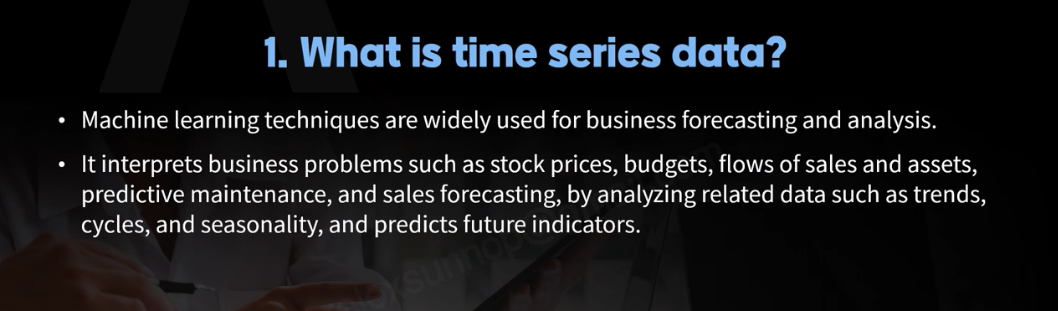 1. What is time series data?
• Machine learning techniques are widely used for business forecasting and analysis.
• It interprets business problems such as stock prices, budgets, flows of sales and assets,
predictive maintenance, and sales forecasting, by analyzing related data such as trends,
cycles, and seasonality, and predicts future indicators.